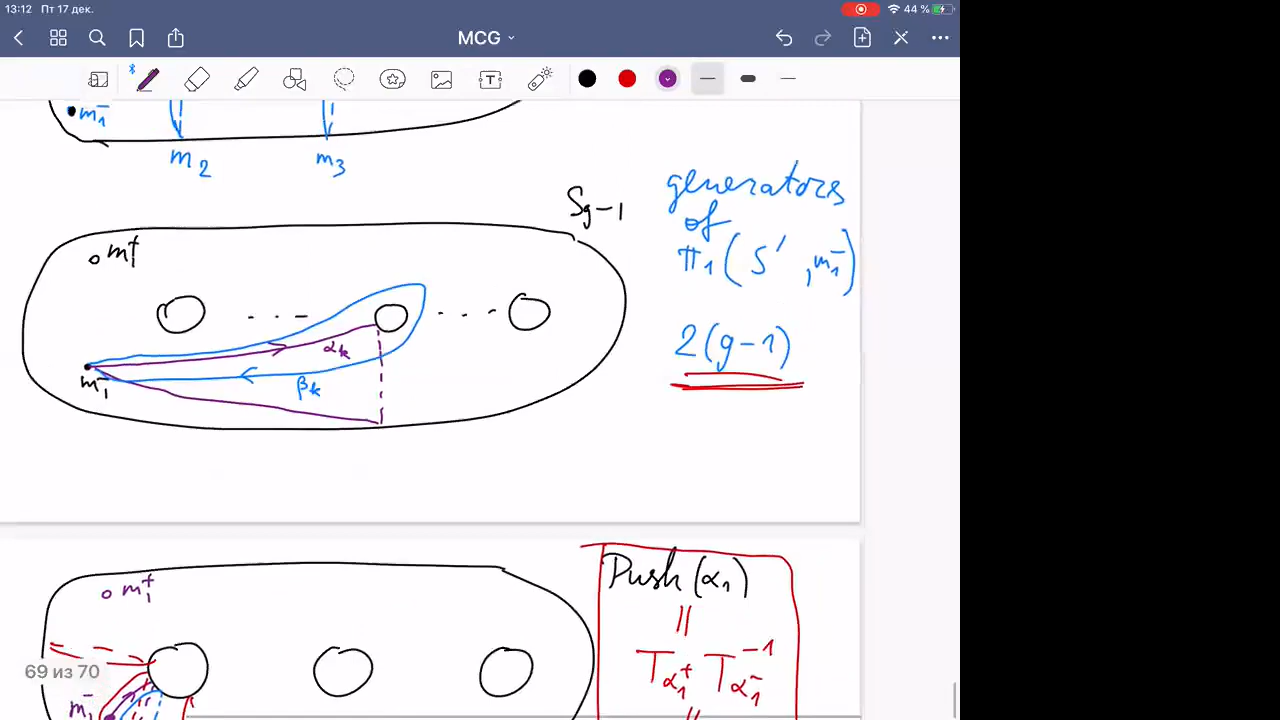 13:12 Пт 17 дек.
44 %
MCG
T
m₁⁻
m₂
m₃
S_{g-1}
m₁⁺
generators
of
π₁(S', m₁⁻)
2(g-1)
α_k
β_k
m₁⁻
m₁⁺
Push(α₁)
||
T_{α₁⁺} T_{α₁⁻}^{-1}
||
69 из 70
m₁⁻